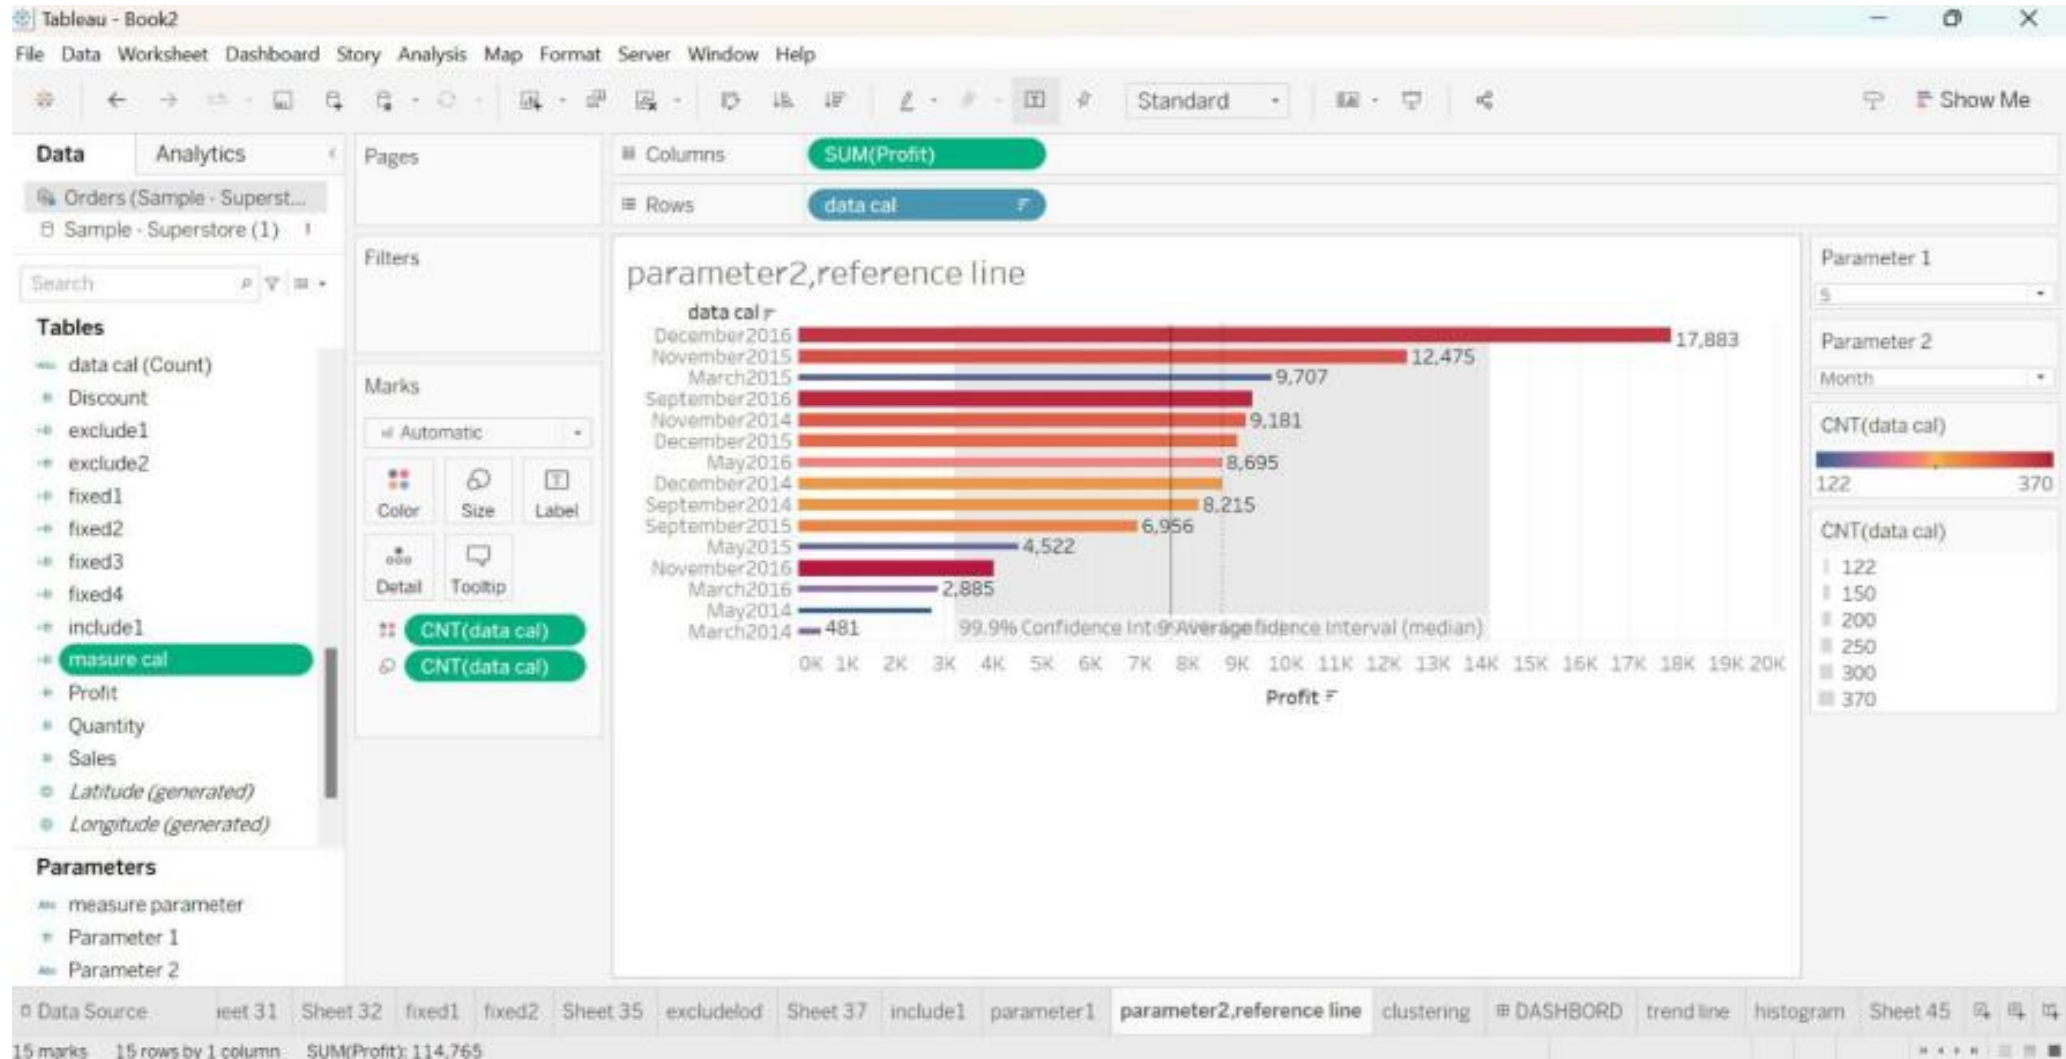 Tableau - Book2
File Data Worksheet Dashboard Story Analysis Map Format Server Window Help
Standard
Show Me
Data Analytics
Orders (Sample - Superst...
Sample - Superstore (1)
Search
Tables
data cal (Count)
Discount
exclude1
exclude2
fixed1
fixed2
fixed3
fixed4
include1
masure cal
Profit
Quantity
Sales
Latitude (generated)
Longitude (generated)
Parameters
measure parameter
Parameter 1
Parameter 2
Pages
Filters
Marks
Automatic
Color Size Label
Detail Tooltip
CNT(data cal)
CNT(data cal)
Columns SUM(Profit)
Rows data cal
parameter2,reference line
data cal
December2016 17,883
November2015 12,475
March2015 9,707
September2016
November2014 9,181
December2015
May2016 8,695
December2014
September2014 8,215
September2015 6,956
May2015 4,522
November2016
March2016 2,885
May2014
March2014 481
99.9% Confidence Average Interval (median)
0K 1K 2K 3K 4K 5K 6K 7K 8K 9K 10K 11K 12K 13K 14K 15K 16K 17K 18K 19K 20K
Profit
Parameter 1
5
Parameter 2
Month
CNT(data cal)
122 370
CNT(data cal)
122
150
200
250
300
370
Data Source eet 31 Sheet 32 fixed1 fixed2 Sheet 35 excludelod Sheet 37 include1 parameter1 parameter2,reference line clustering DASHBORD trend line histogram Sheet 45
15 marks 15 rows by 1 column SUM(Profit): 114,765